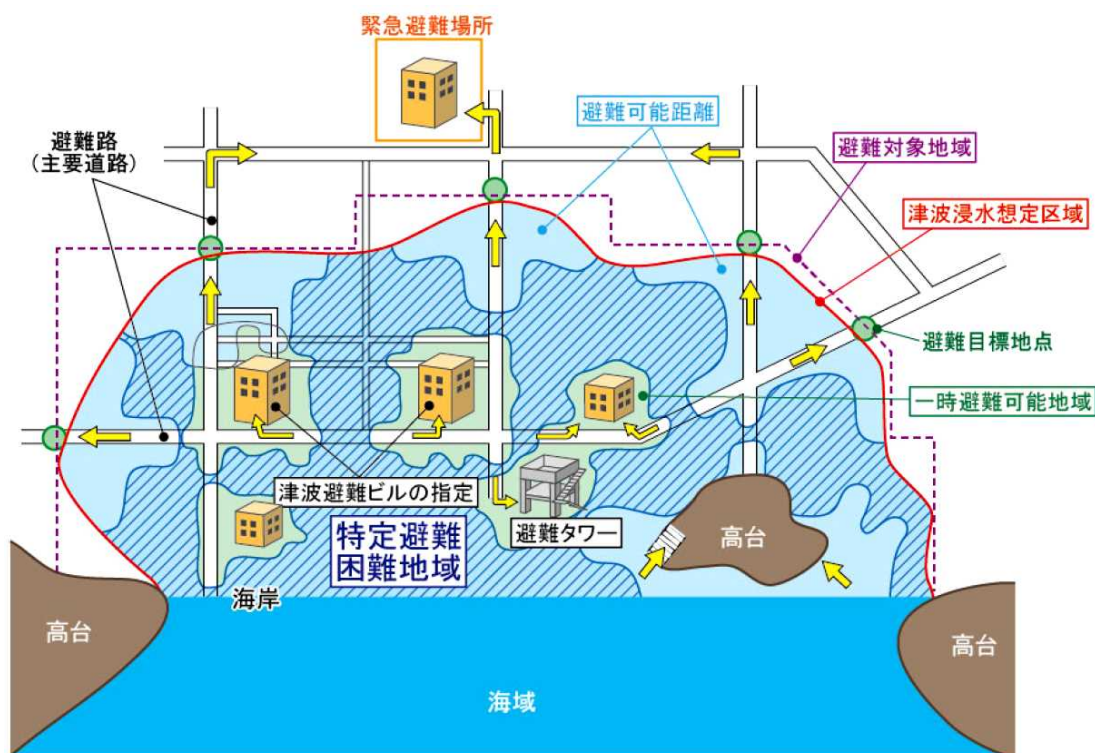 緊急避難場所
避難可能距離
避難路
(主要道路)
避難対象地域
津波浸水想定区域
避難目標地点
一時避難可能地域
津波避難ビルの指定
避難タワー
特定避難
困難地域
高台
海岸
高台
高台
海域